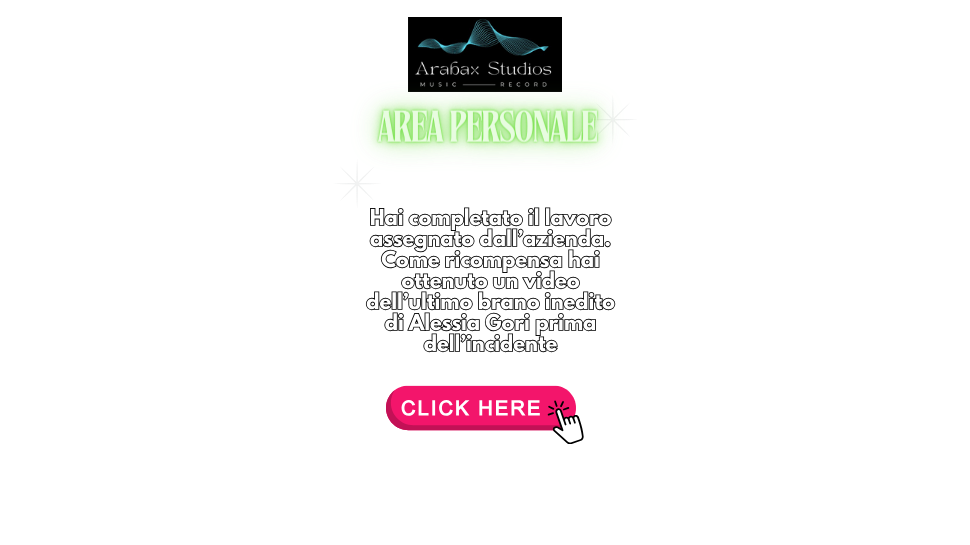 Arabax Studios
MUSIC RECORD
AREA PERSONALE
Hai completato il lavoro
assegnato dall'azienda.
Come ricompensa hai
ottenuto un video
dell'ultimo brano inedito
di Alessia Gori prima
dell'incidente
CLICK HERE